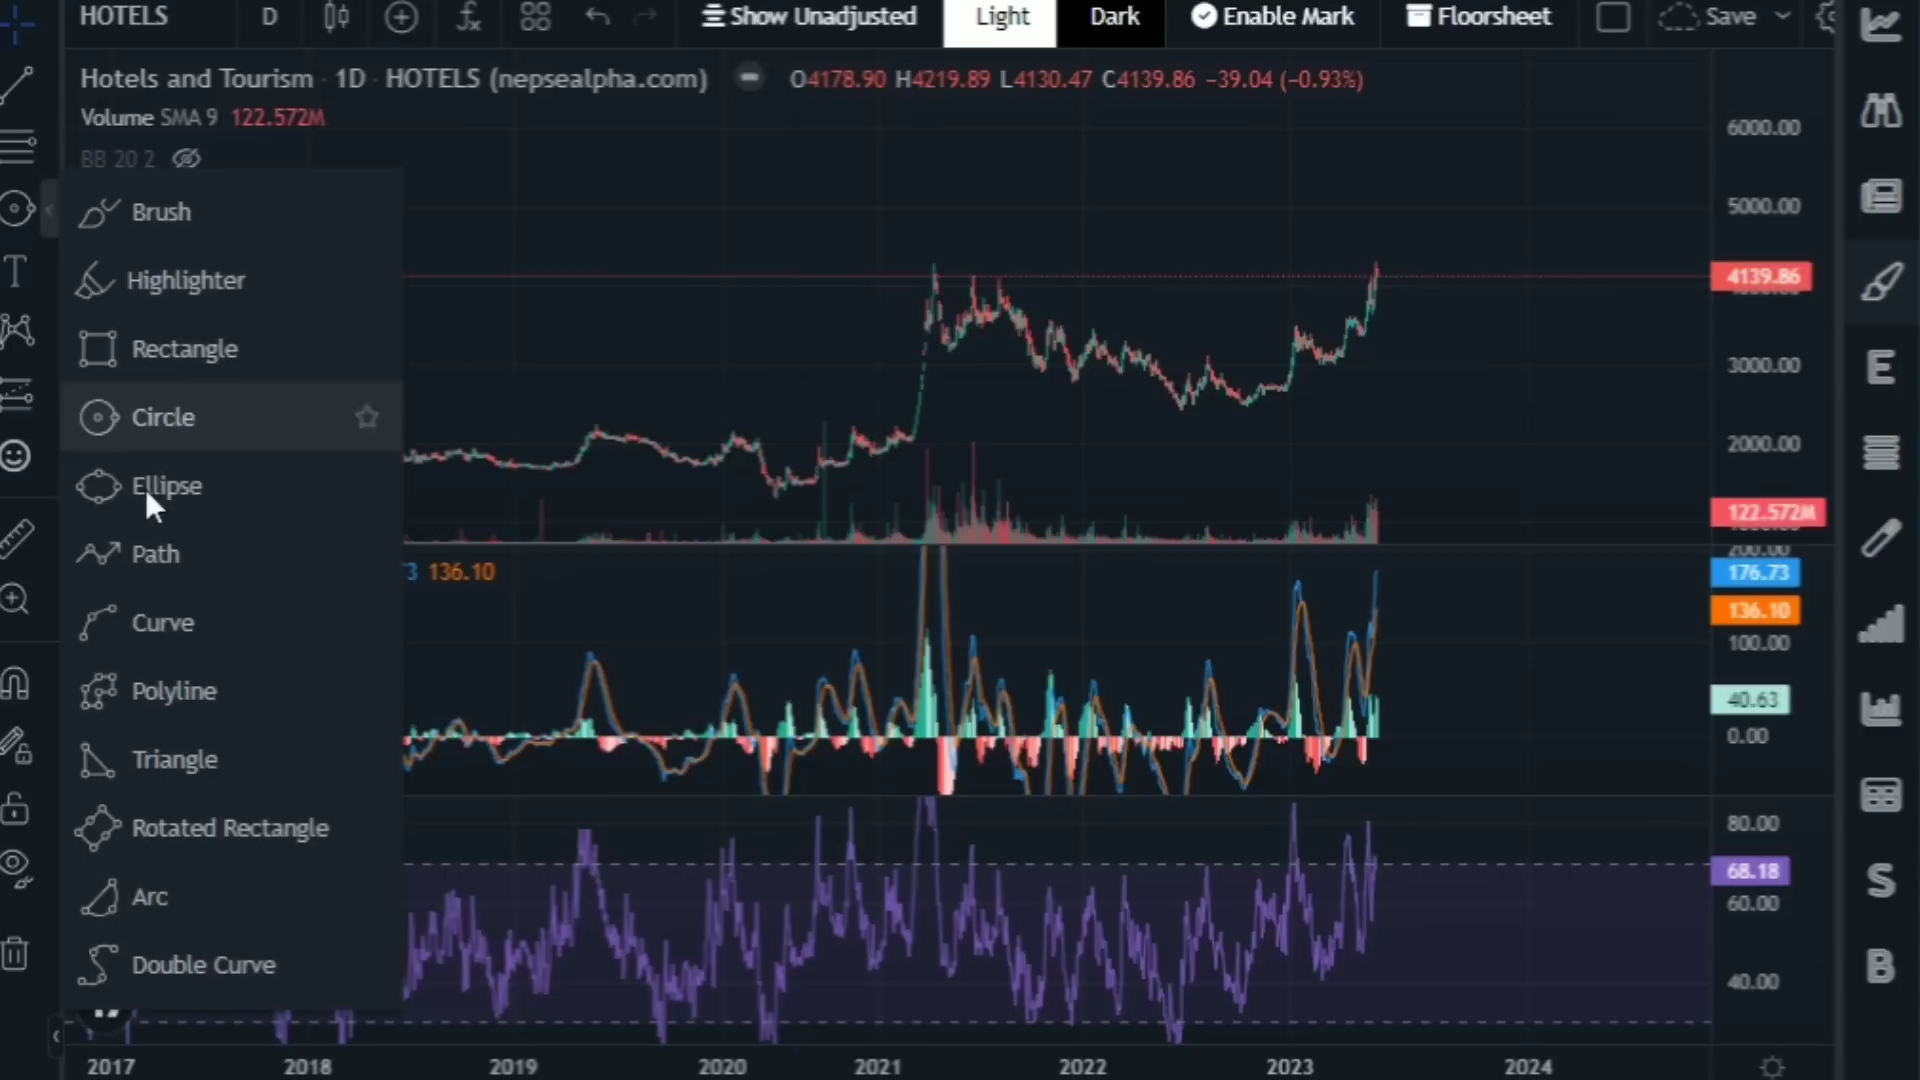 HOTELS D Show Unadjusted Light Dark Enable Mark Floorsheet Save
Hotels and Tourism · 1D · HOTELS (nepsealpha.com) O4178.90 H4219.89 L4130.47 C4139.86 −39.04 (−0.93%)
Volume SMA 9 122.572M
BB 20 2
Brush
Highlighter
Rectangle
Circle
Ellipse
Path
Curve
Polyline
Triangle
Rotated Rectangle
Arc
Double Curve
3 136.10
6000.00
5000.00
4139.86
3000.00
2000.00
122.572M
200.00
176.73
136.10
100.00
40.63
0.00
80.00
68.18
60.00
40.00
2017 2018 2019 2020 2021 2022 2023 2024
E
S
B